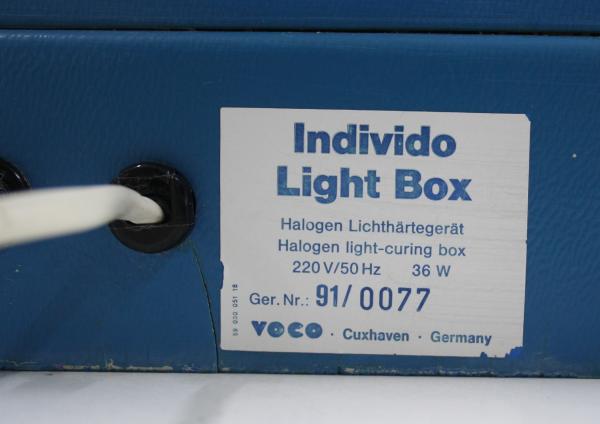 Individo
Light Box
Halogen Lichthärtegerät
Halogen light-curing box
220 V/50 Hz 36 W
Ger. Nr.: 91/0077
VOCO · Cuxhaven · Germany